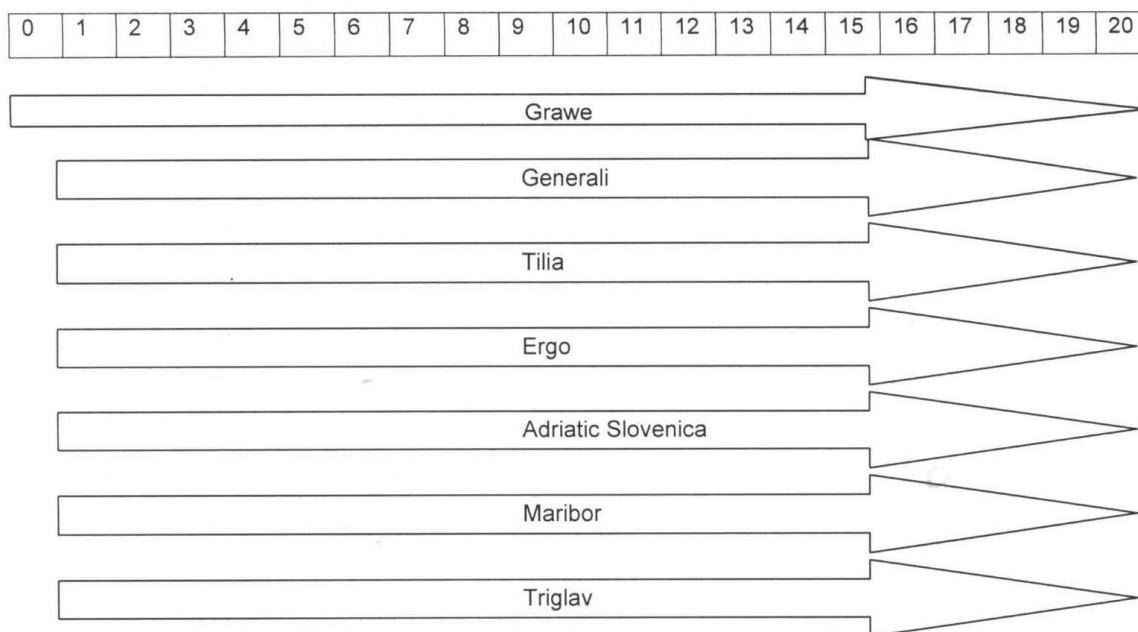 0 1 2 3 4 5 6 7 8 9 10 11 12 13 14 15 16 17 18 19 20
Grawe
Generali
Tilia
Ergo
Adriatic Slovenica
Maribor
Triglav